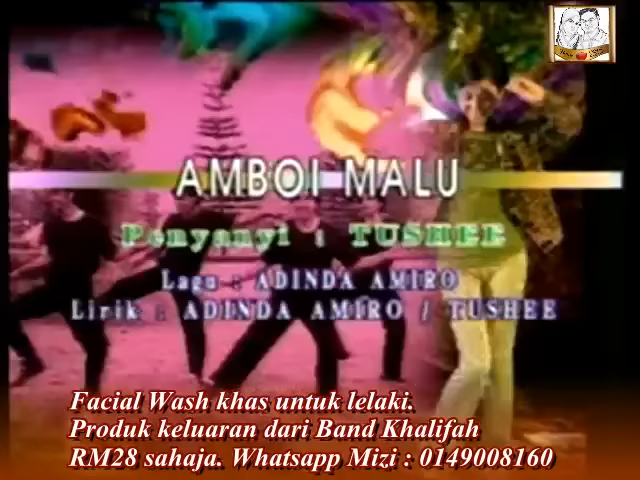 AMBOI MALU
Penyanyi : TUSHEE
Lagu : ADINDA AMIRO
Lirik : ADINDA AMIRO / TUSHEE
Facial Wash khas untuk lelaki.
Produk keluaran dari Band Khalifah
RM28 sahaja. Whatsapp Mizi : 0149008160